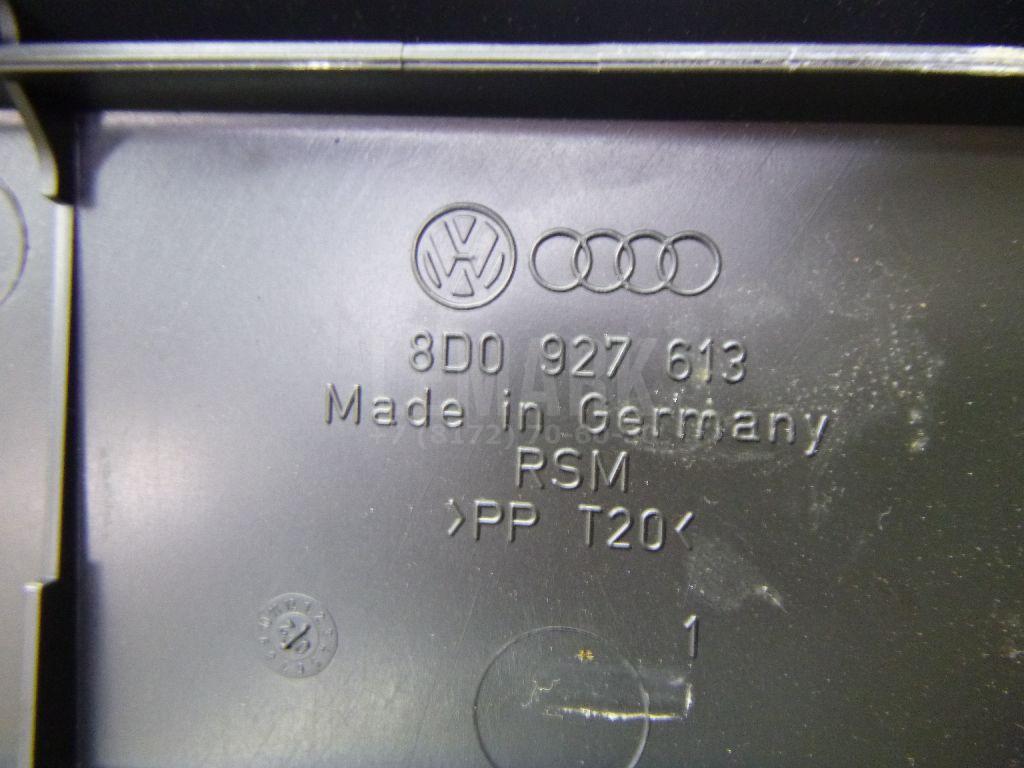 8D0 927 613
Made in Germany
RSM
>PP T20<
1